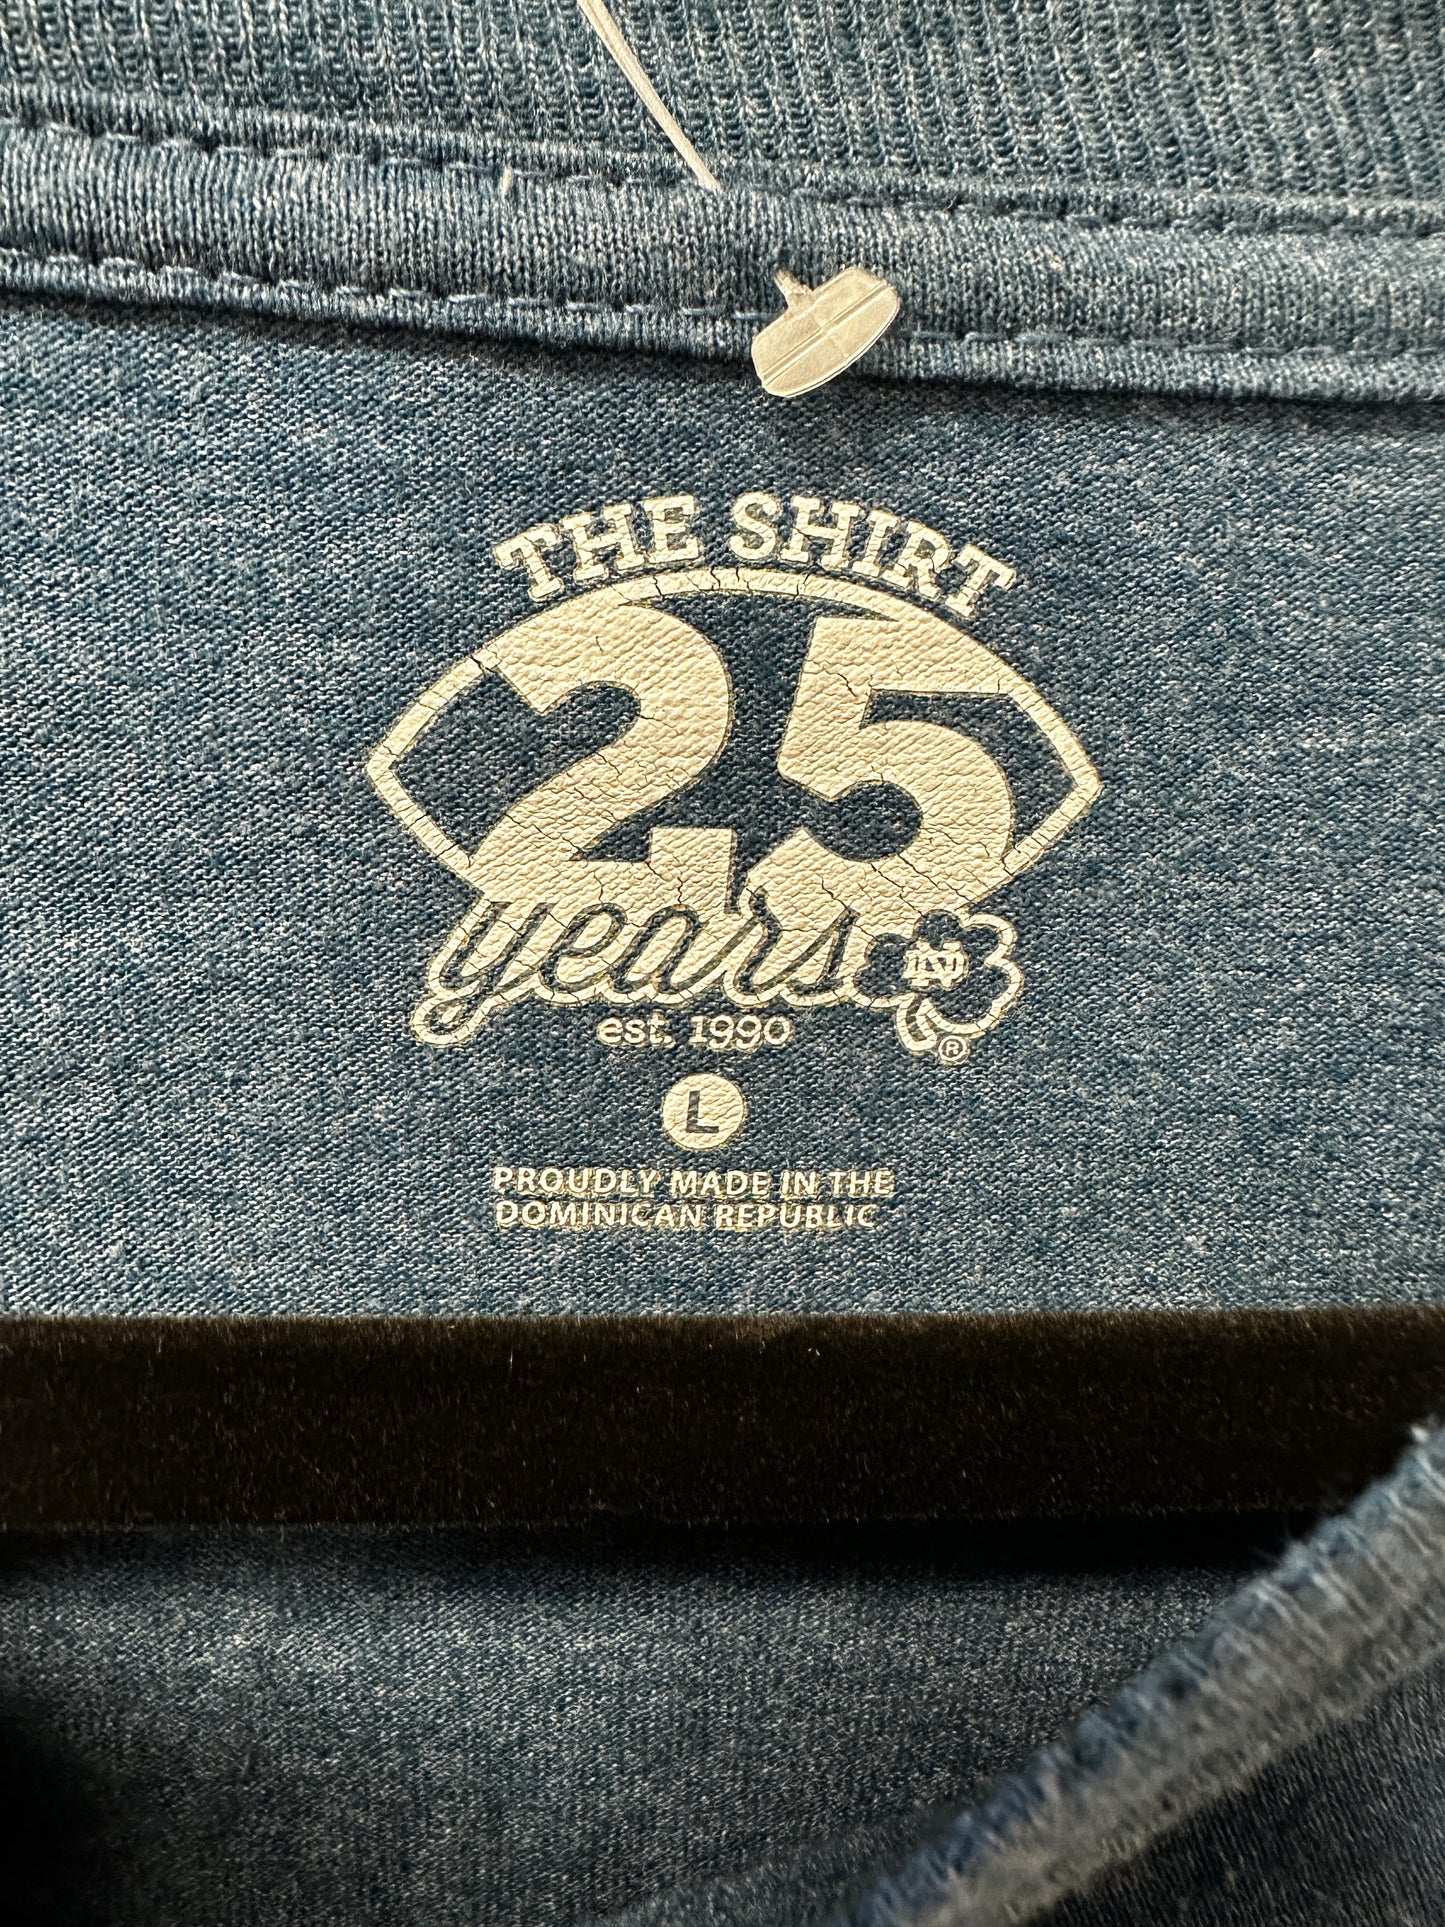 THE SHIRT
25
years
ND
®
est. 1990
L
PROUDLY MADE IN THE
DOMINICAN REPUBLIC